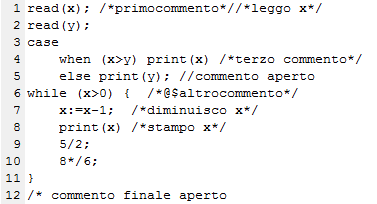 1 read(x); /*primocommento*//*leggo x*/
2 read(y);
3 case
4     when (x>y) print(x) /*terzo commento*/
5     else print(y); //commento aperto
6 while (x>0) {  /*@$altrocommento*/
7     x:=x-1;  /*diminuisco x*/
8     print(x) /*stampo x*/
9     5/2;
10     8*/6;
11 }
12 /* commento finale aperto